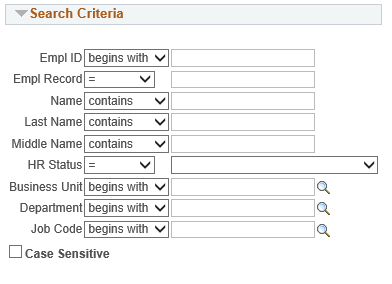 Search Criteria
Empl ID begins with
Empl Record =
Name contains
Last Name contains
Middle Name contains
HR Status =
Business Unit begins with
Department begins with
Job Code begins with
Case Sensitive